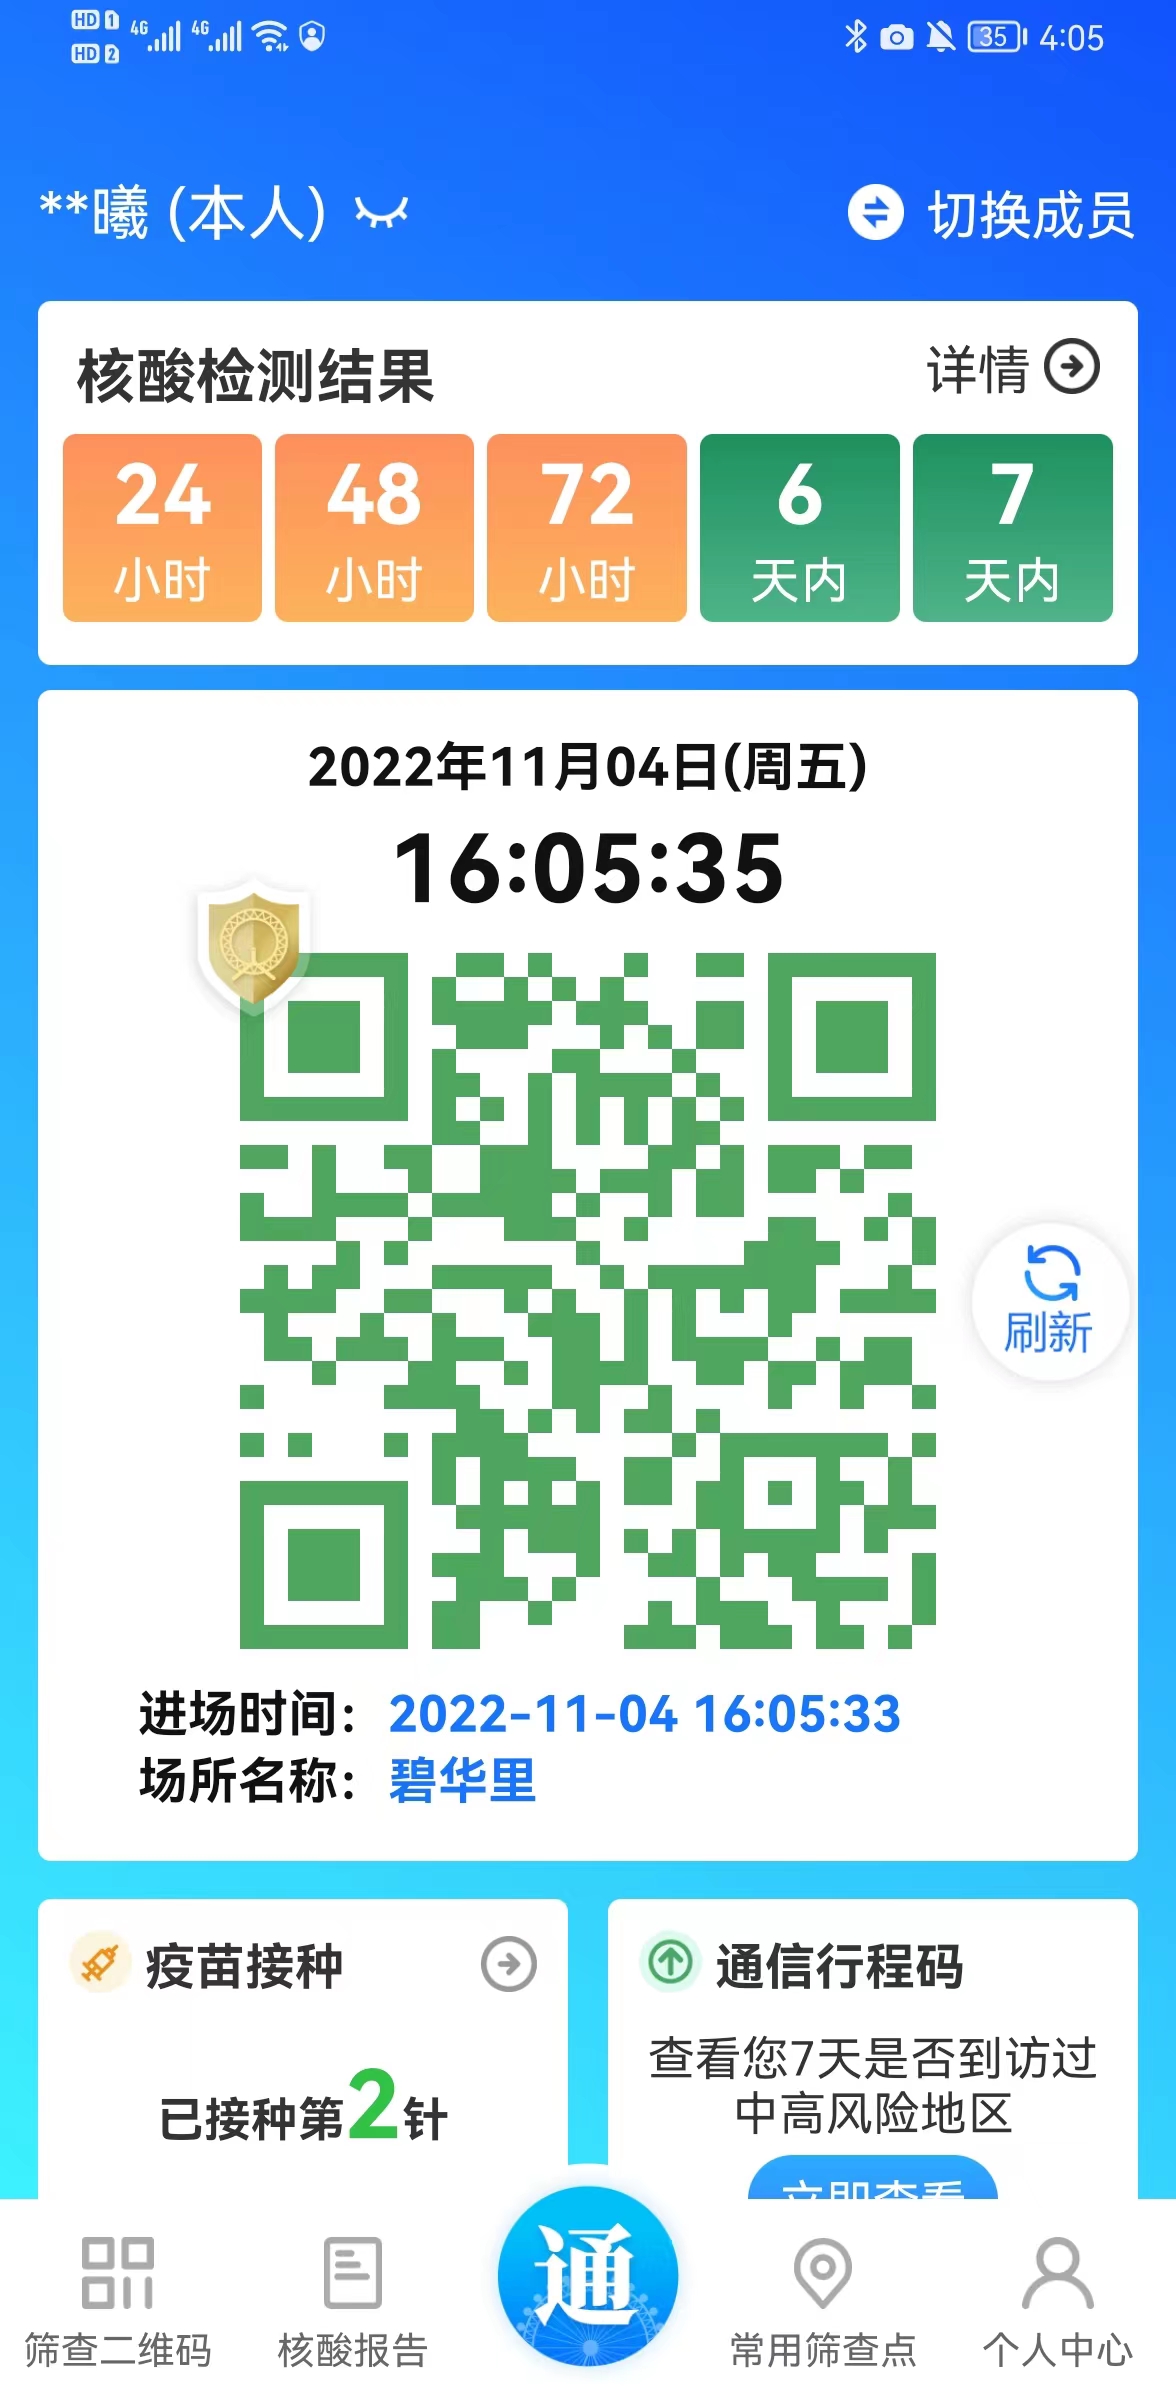 HD 1 4G 4G
HD 2
35 4:05
**曦 (本人)
切换成员
核酸检测结果
详情
24 48 72 6 7
小时 小时 小时 天内 天内
2022年11月04日(周五)
16:05:35
刷新
进场时间： 2022-11-04 16:05:33
场所名称： 碧华里
疫苗接种
已接种第2针
通信行程码
查看您7天是否到访过
中高风险地区
立即查看
通
筛查二维码 核酸报告 常用筛查点 个人中心